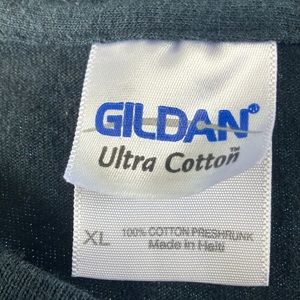 GILDAN®
Ultra Cotton™
XL 100% COTTON PRESHRUNK
Made in Haiti